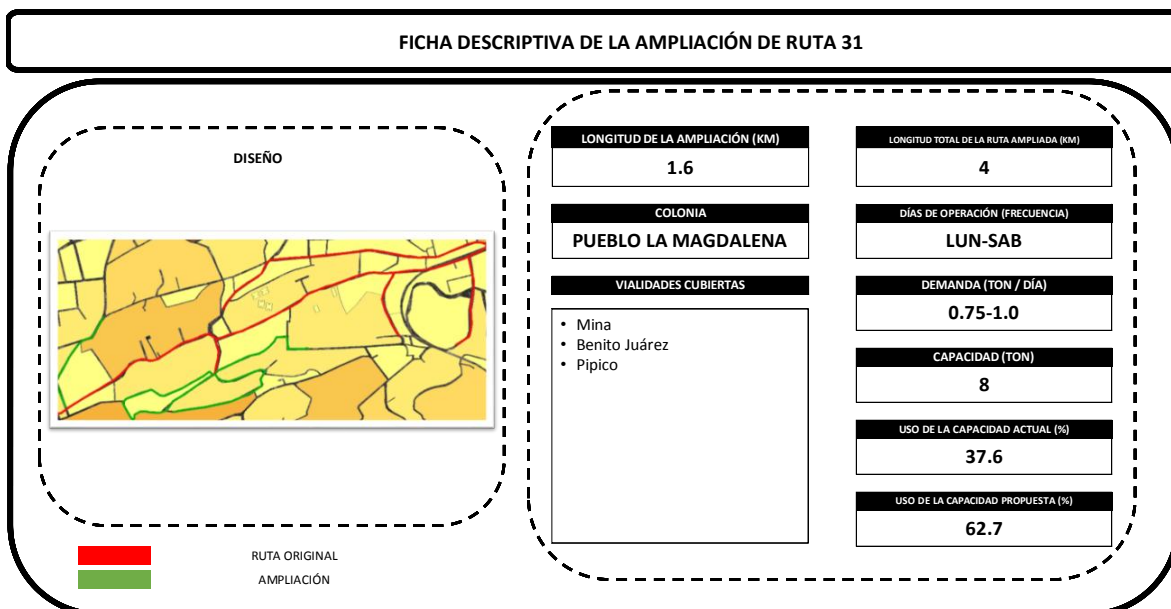 FICHA DESCRIPTIVA DE LA AMPLIACIÓN DE RUTA 31
DISEÑO
RUTA ORIGINAL
AMPLIACIÓN
LONGITUD DE LA AMPLIACIÓN (KM)
1.6
COLONIA
PUEBLO LA MAGDALENA
VIALIDADES CUBIERTAS
• Mina
• Benito Juárez
• Pipico
LONGITUD TOTAL DE LA RUTA AMPLIADA (KM)
4
DÍAS DE OPERACIÓN (FRECUENCIA)
LUN-SAB
DEMANDA (TON / DÍA)
0.75-1.0
CAPACIDAD (TON)
8
USO DE LA CAPACIDAD ACTUAL (%)
37.6
USO DE LA CAPACIDAD PROPUESTA (%)
62.7